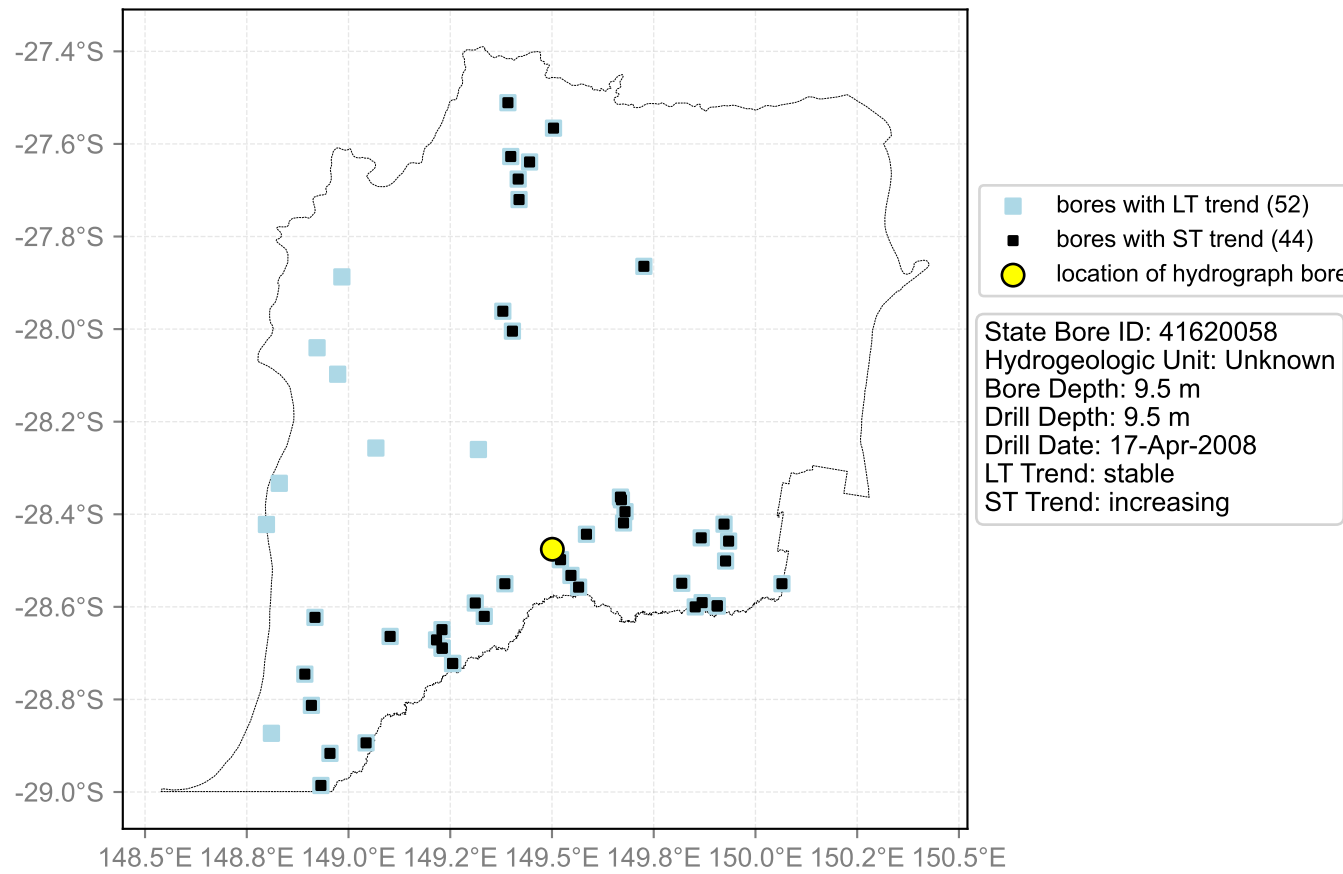 -27.4°S
-27.6°S
-27.8°S
-28.0°S
-28.2°S
-28.4°S
-28.6°S
-28.8°S
-29.0°S
148.5°E 148.8°E 149.0°E 149.2°E 149.5°E 149.8°E 150.0°E 150.2°E 150.5°E
bores with LT trend (52)
bores with ST trend (44)
location of hydrograph bore
State Bore ID: 41620058
Hydrogeologic Unit: Unknown
Bore Depth: 9.5 m
Drill Depth: 9.5 m
Drill Date: 17-Apr-2008
LT Trend: stable
ST Trend: increasing